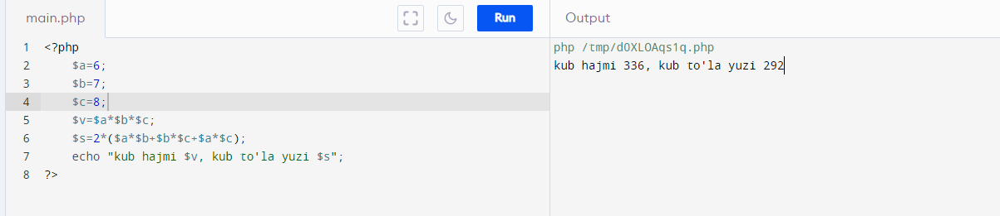 main.php Run Output
1 <?php
2 $a=6;
3 $b=7;
4 $c=8;
5 $v=$a*$b*$c;
6 $s=2*($a*$b+$b*$c+$a*$c);
7 echo "kub hajmi $v, kub to'la yuzi $s";
8 ?>
php /tmp/dOXLOAqs1q.php
kub hajmi 336, kub to'la yuzi 292